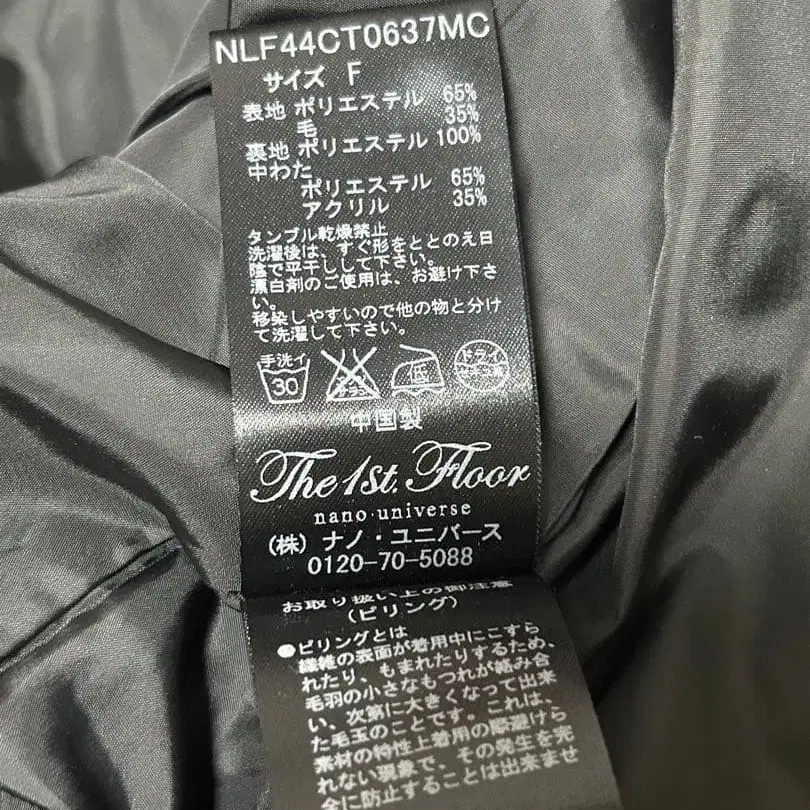 NLF44CT0637MC
サイズ F
表地 ポリエステル 65%
毛 35%
裏地 ポリエステル 100%
中わた
ポリエステル 65%
アクリル 35%
タンブル乾燥禁止
洗濯後は、すぐ形をととのえ日
陰で平干しして下さい。
漂白剤のご使用は、お避け下さ
い。
移染しやすいので他の物と分け
て洗濯して下さい。
手洗イ
30
低
ドライ
中国製
The 1st. Floor
nano・universe
(株) ナノ・ユニバース
0120-70-5088
お取り扱い上の御注意
(ピリング)
●ピリングとは
繊維の表面が着用中にこすら
れたり、もまれたりするため、
毛羽の小さなもつれが絡み合
い、次第に大きくなって出来
た毛玉のことです。これは、
素材の特性上着用の際避けら
れない現象で、その発生を完
全に防止することは出来ませ